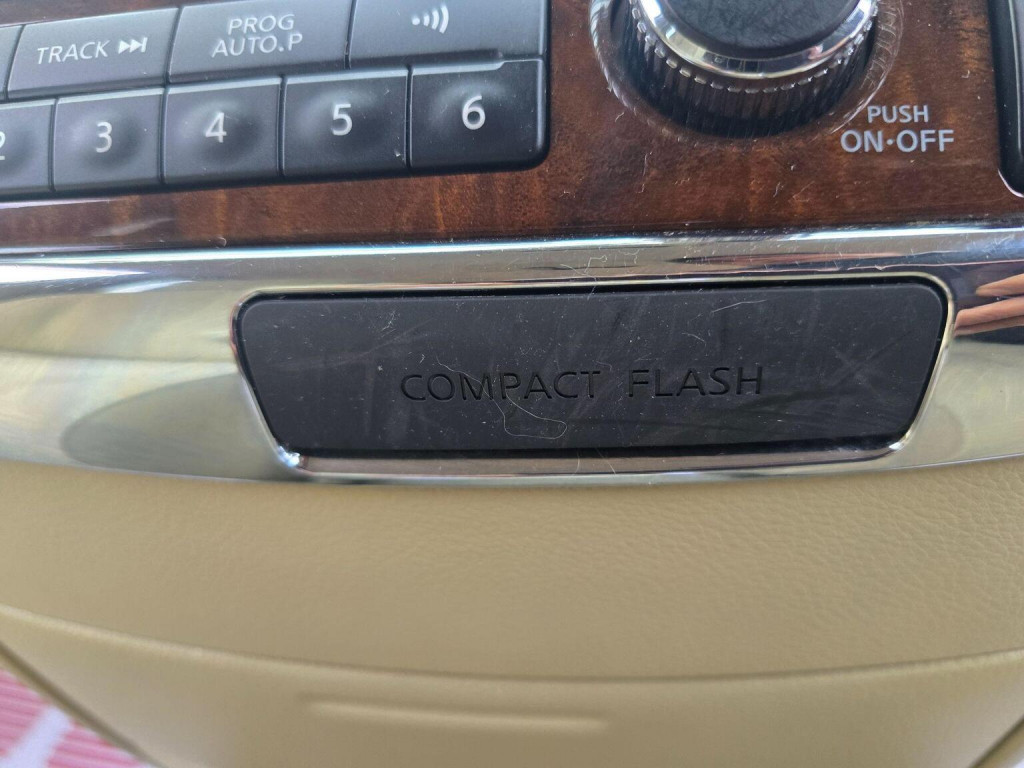 TRACK ⏭
PROG
AUTO.P
2 3 4 5 6
PUSH
ON·OFF
COMPACT FLASH